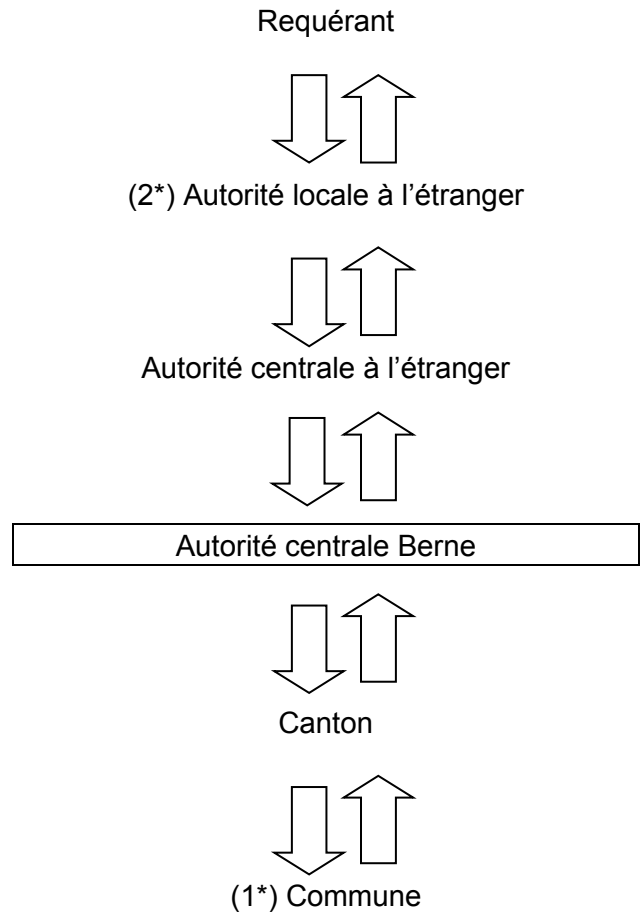 Requérant
(2*) Autorité locale à l’étranger
Autorité centrale à l’étranger
Autorité centrale Berne
Canton
(1*) Commune